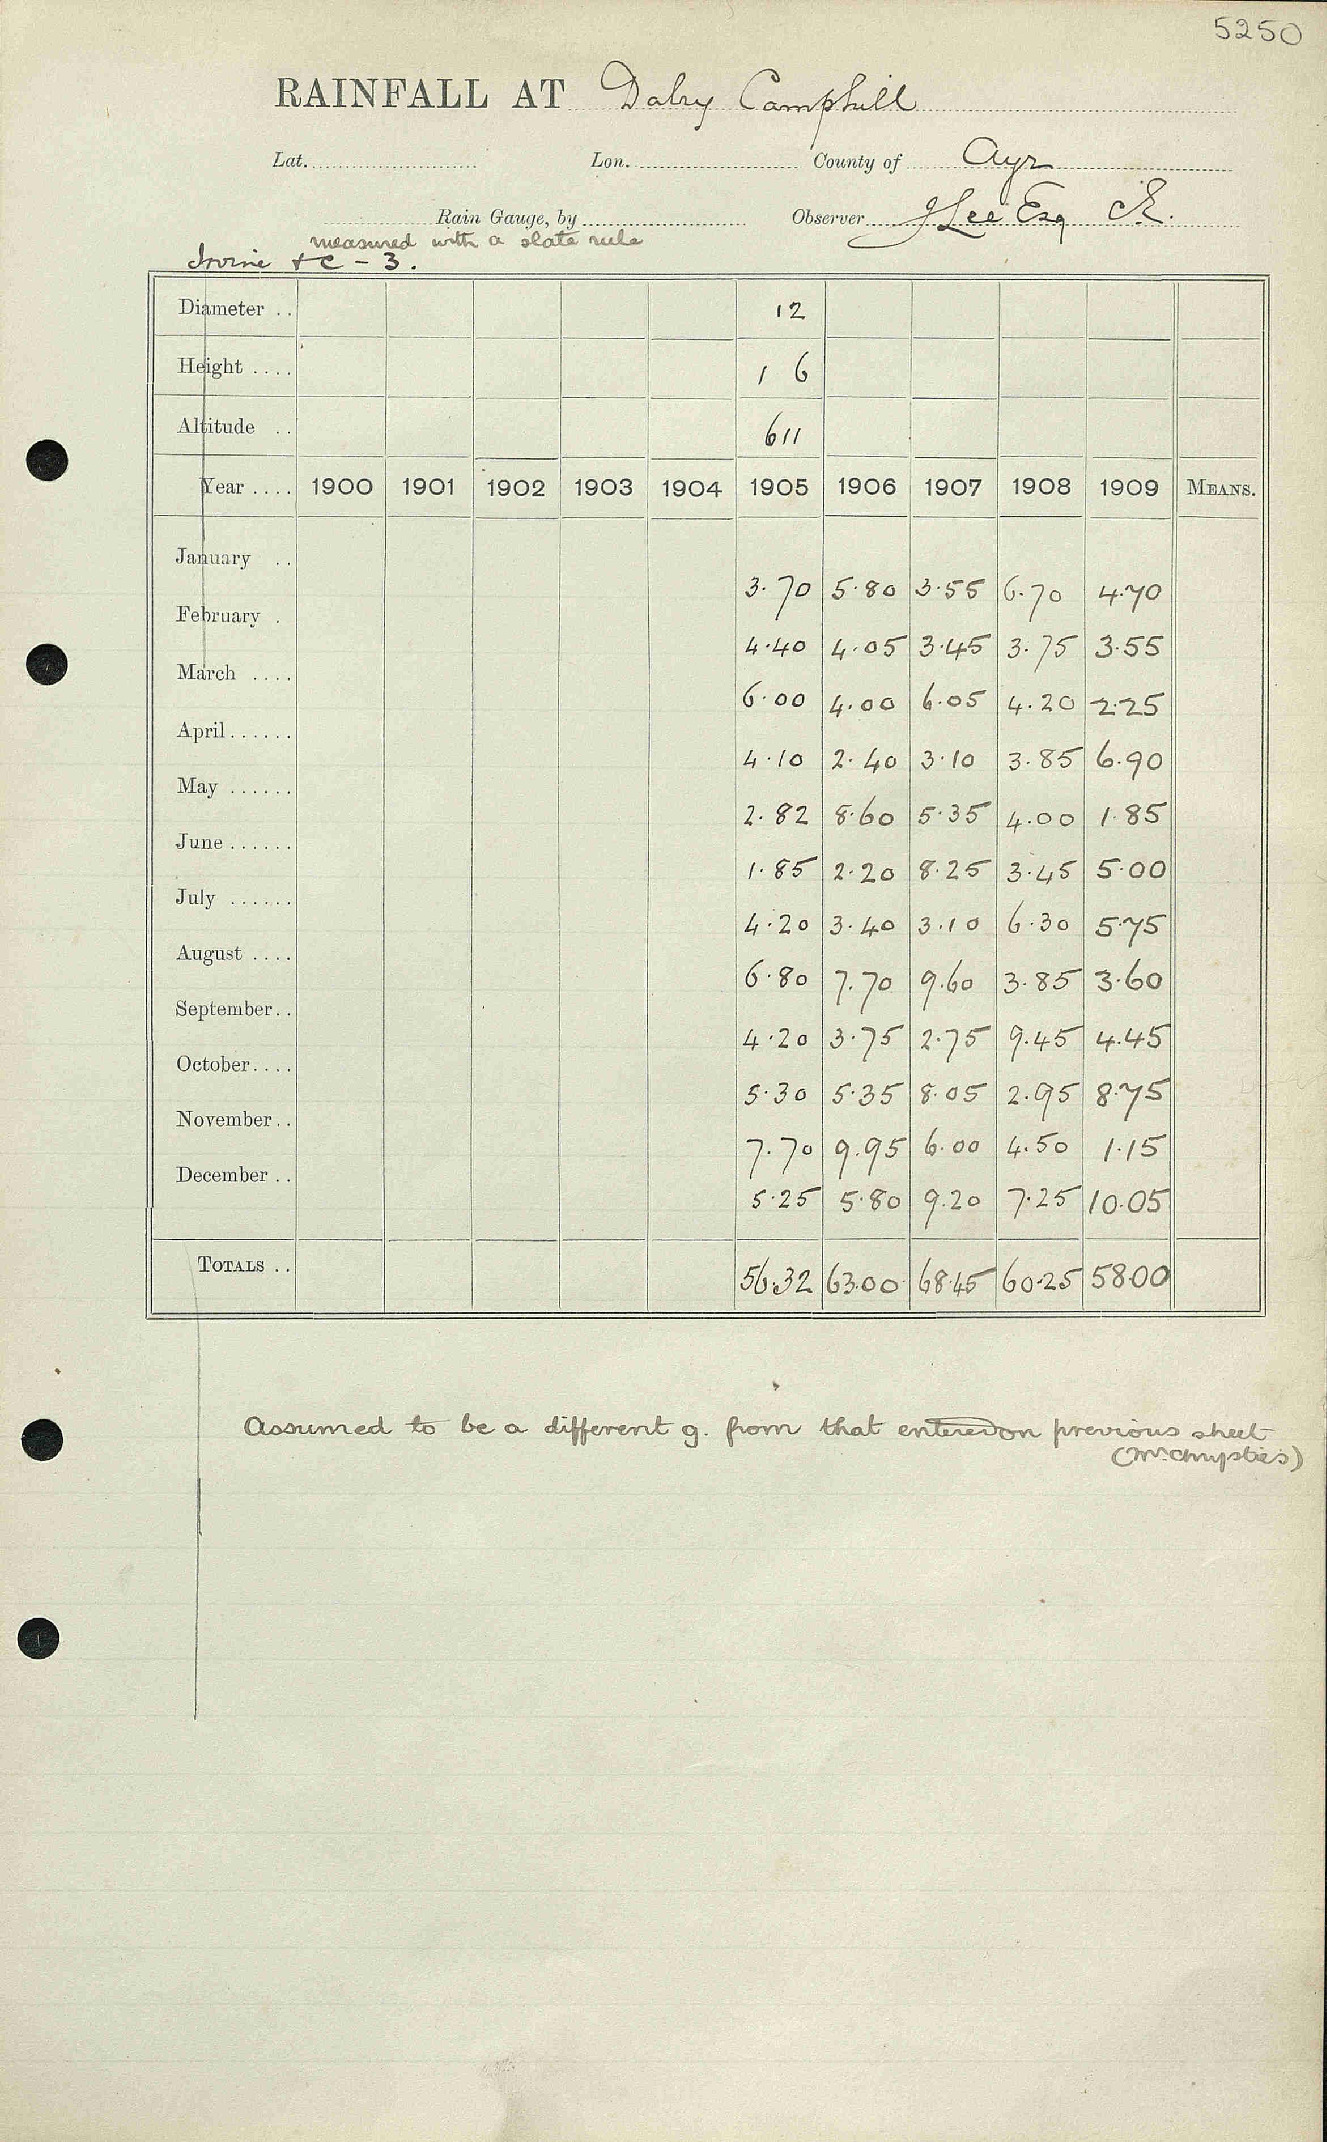 5250
RAINFALL AT Dalry Camphill
Lat. Lon. County of Ayr
Rain Gauge, by Observer J Lee Esq CE.
measured with a slate rule
Irvine & C - 3.
Diameter .. 12
Height .... 1 6
Altitude .. 611
Year .... 1900 1901 1902 1903 1904 1905 1906 1907 1908 1909 MEANS.
January .. 3.70 5.80 3.55 6.70 4.70
February . 4.40 4.05 3.45 3.75 3.55
March .... 6.00 4.00 6.05 4.20 2.25
April...... 4.10 2.40 3.10 3.85 6.90
May ...... 2.82 8.60 5.35 4.00 1.85
June ...... 1.85 2.20 8.25 3.45 5.00
July ...... 4.20 3.40 3.10 6.30 5.75
August .... 6.80 7.70 9.60 3.85 3.60
September.. 4.20 3.75 2.75 9.45 4.45
October.... 5.30 5.35 8.05 2.95 8.75
November.. 7.70 9.95 6.00 4.50 1.15
December .. 5.25 5.80 9.20 7.25 10.05
TOTALS .. 56.32 63.00 68.45 60.25 58.00
Assumed to be a different g. from that entered on previous sheet